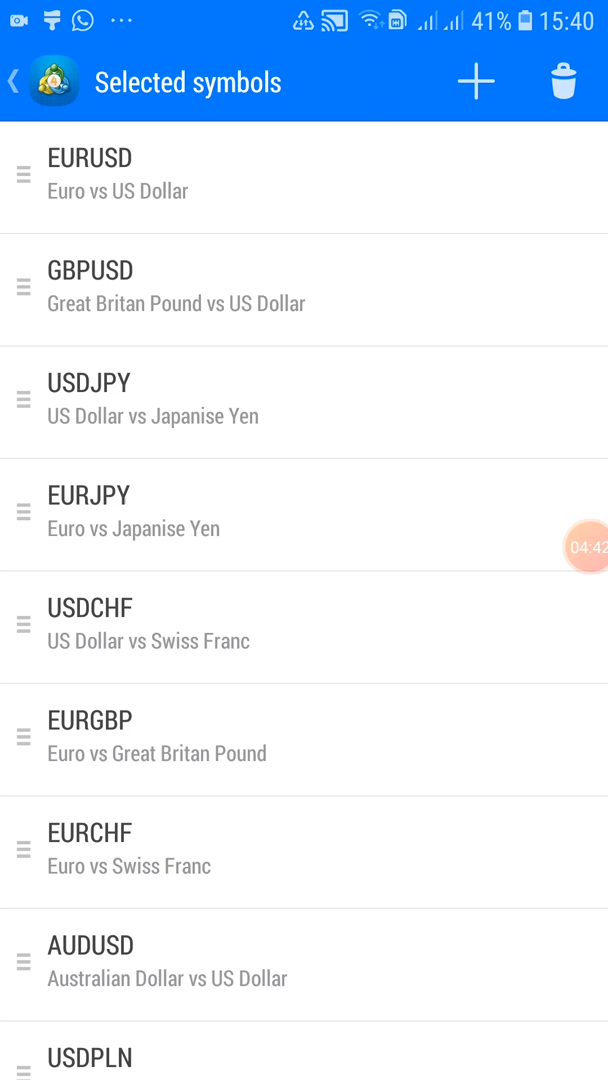 41% 15:40
Selected symbols
EURUSD
Euro vs US Dollar
GBPUSD
Great Britan Pound vs US Dollar
USDJPY
US Dollar vs Japanise Yen
EURJPY
Euro vs Japanise Yen
04:42
USDCHF
US Dollar vs Swiss Franc
EURGBP
Euro vs Great Britan Pound
EURCHF
Euro vs Swiss Franc
AUDUSD
Australian Dollar vs US Dollar
USDPLN